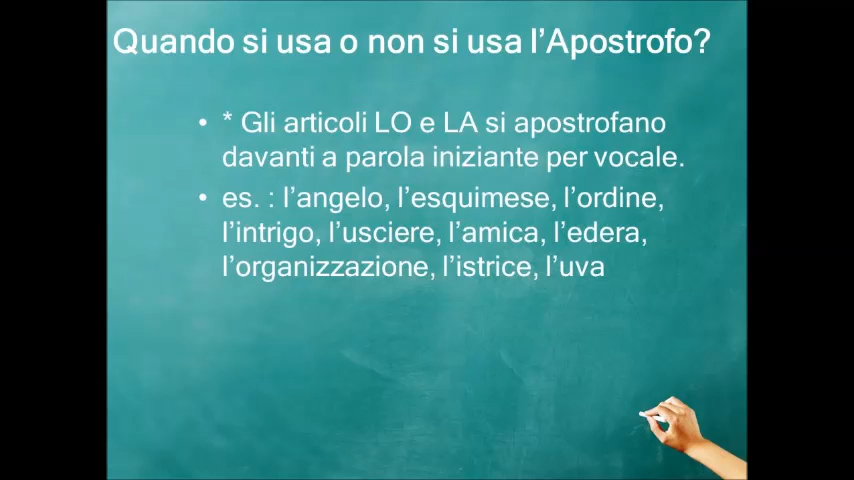 Quando si usa o non si usa l’Apostrofo?
• * Gli articoli LO e LA si apostrofano
davanti a parola iniziante per vocale.
• es. : l’angelo, l’esquimese, l’ordine,
l’intrigo, l’usciere, l’amica, l’edera,
l’organizzazione, l’istrice, l’uva